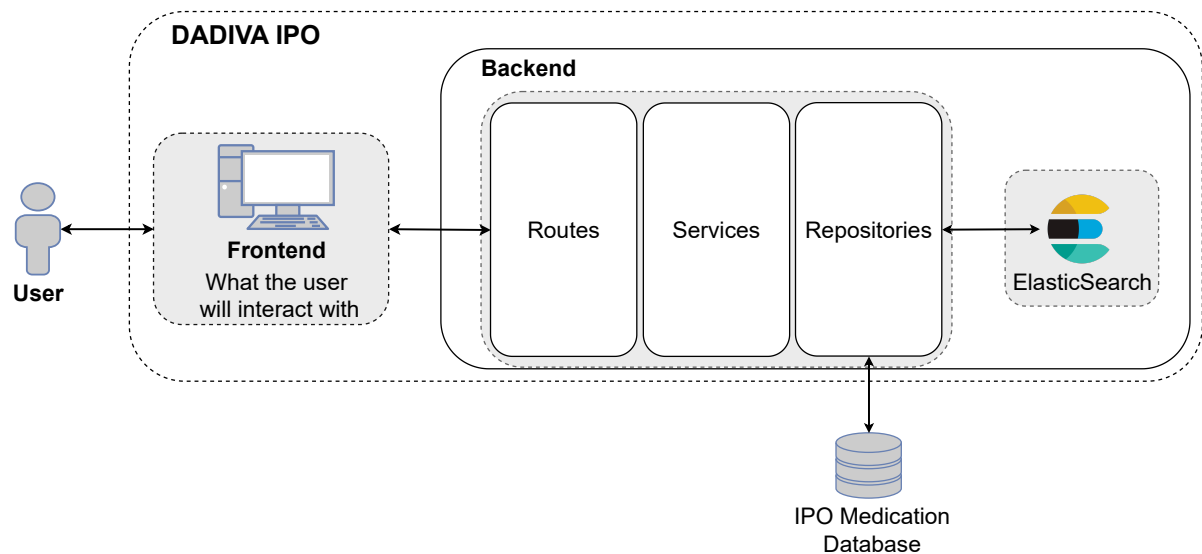 DADIVA IPO
Backend
Routes
Services
Repositories
ElasticSearch
Frontend
What the user
will interact with
User
IPO Medication
Database